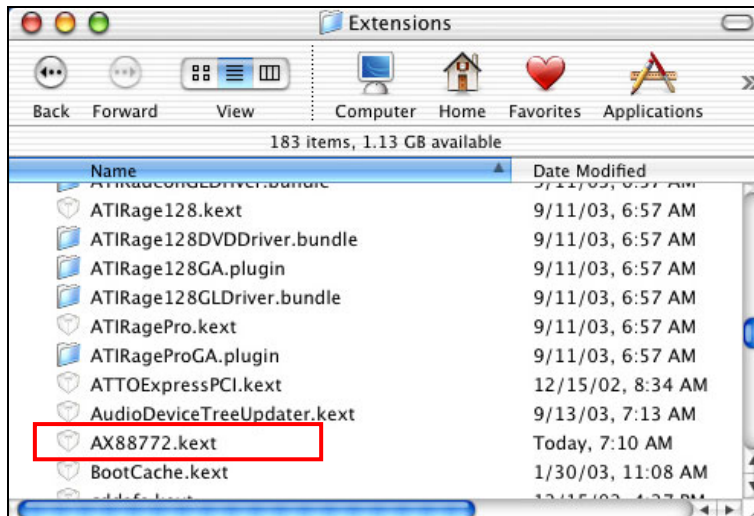 Extensions
Back Forward View Computer Home Favorites Applications
183 items, 1.13 GB available
Name Date Modified
ATIRage128.kext 9/11/03, 6:57 AM
ATIRage128DVDDriver.bundle 9/11/03, 6:57 AM
ATIRage128GA.plugin 9/11/03, 6:57 AM
ATIRage128GLDriver.bundle 9/11/03, 6:57 AM
ATIRagePro.kext 9/11/03, 6:57 AM
ATIRageProGA.plugin 9/11/03, 6:57 AM
ATTOExpressPCI.kext 12/15/02, 8:34 AM
AudioDeviceTreeUpdater.kext 9/13/03, 7:13 AM
AX88772.kext Today, 7:10 AM
BootCache.kext 1/30/03, 11:08 AM